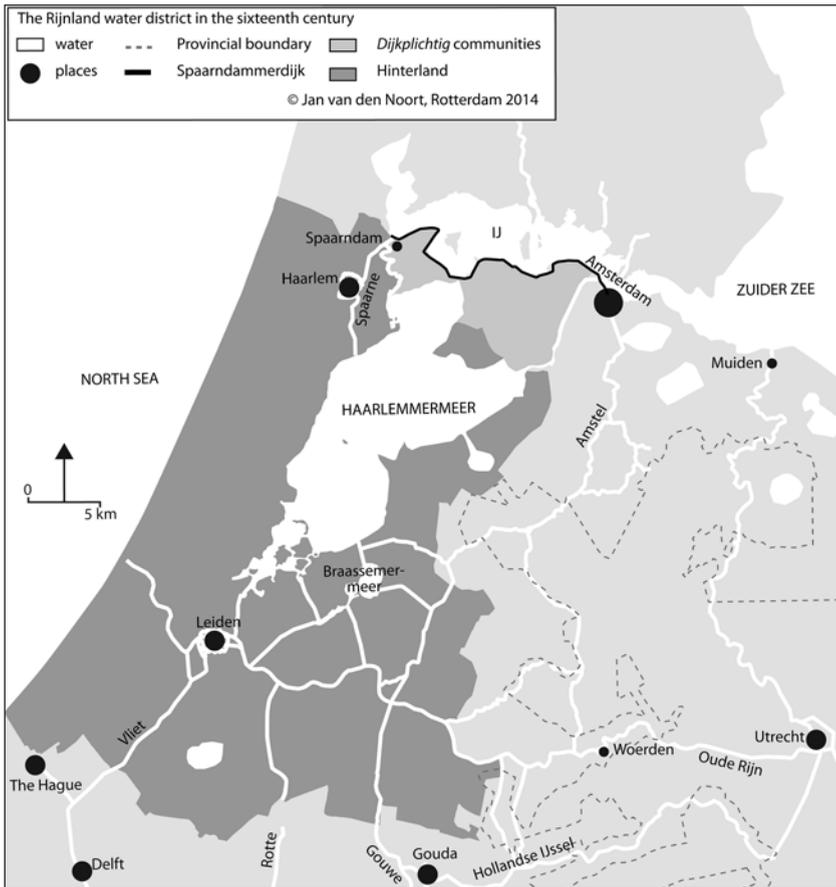 The Rijnland water district in the sixteenth century
water
Provincial boundary
Dijkplichtig communities
places
Spaarndammerdijk
Hinterland
© Jan van den Noort, Rotterdam 2014
IJ
Spaarndam
Amsterdam
Haarlem
Spaarne
ZUIDER ZEE
Muiden
NORTH SEA
HAARLEMMERMEER
Amstel
0
5 km
Braassemer-
meer
Leiden
Vliet
Utrecht
Woerden
Oude Rijn
The Hague
Rotte
Gouwe
Gouda
Hollandse IJssel
Delft